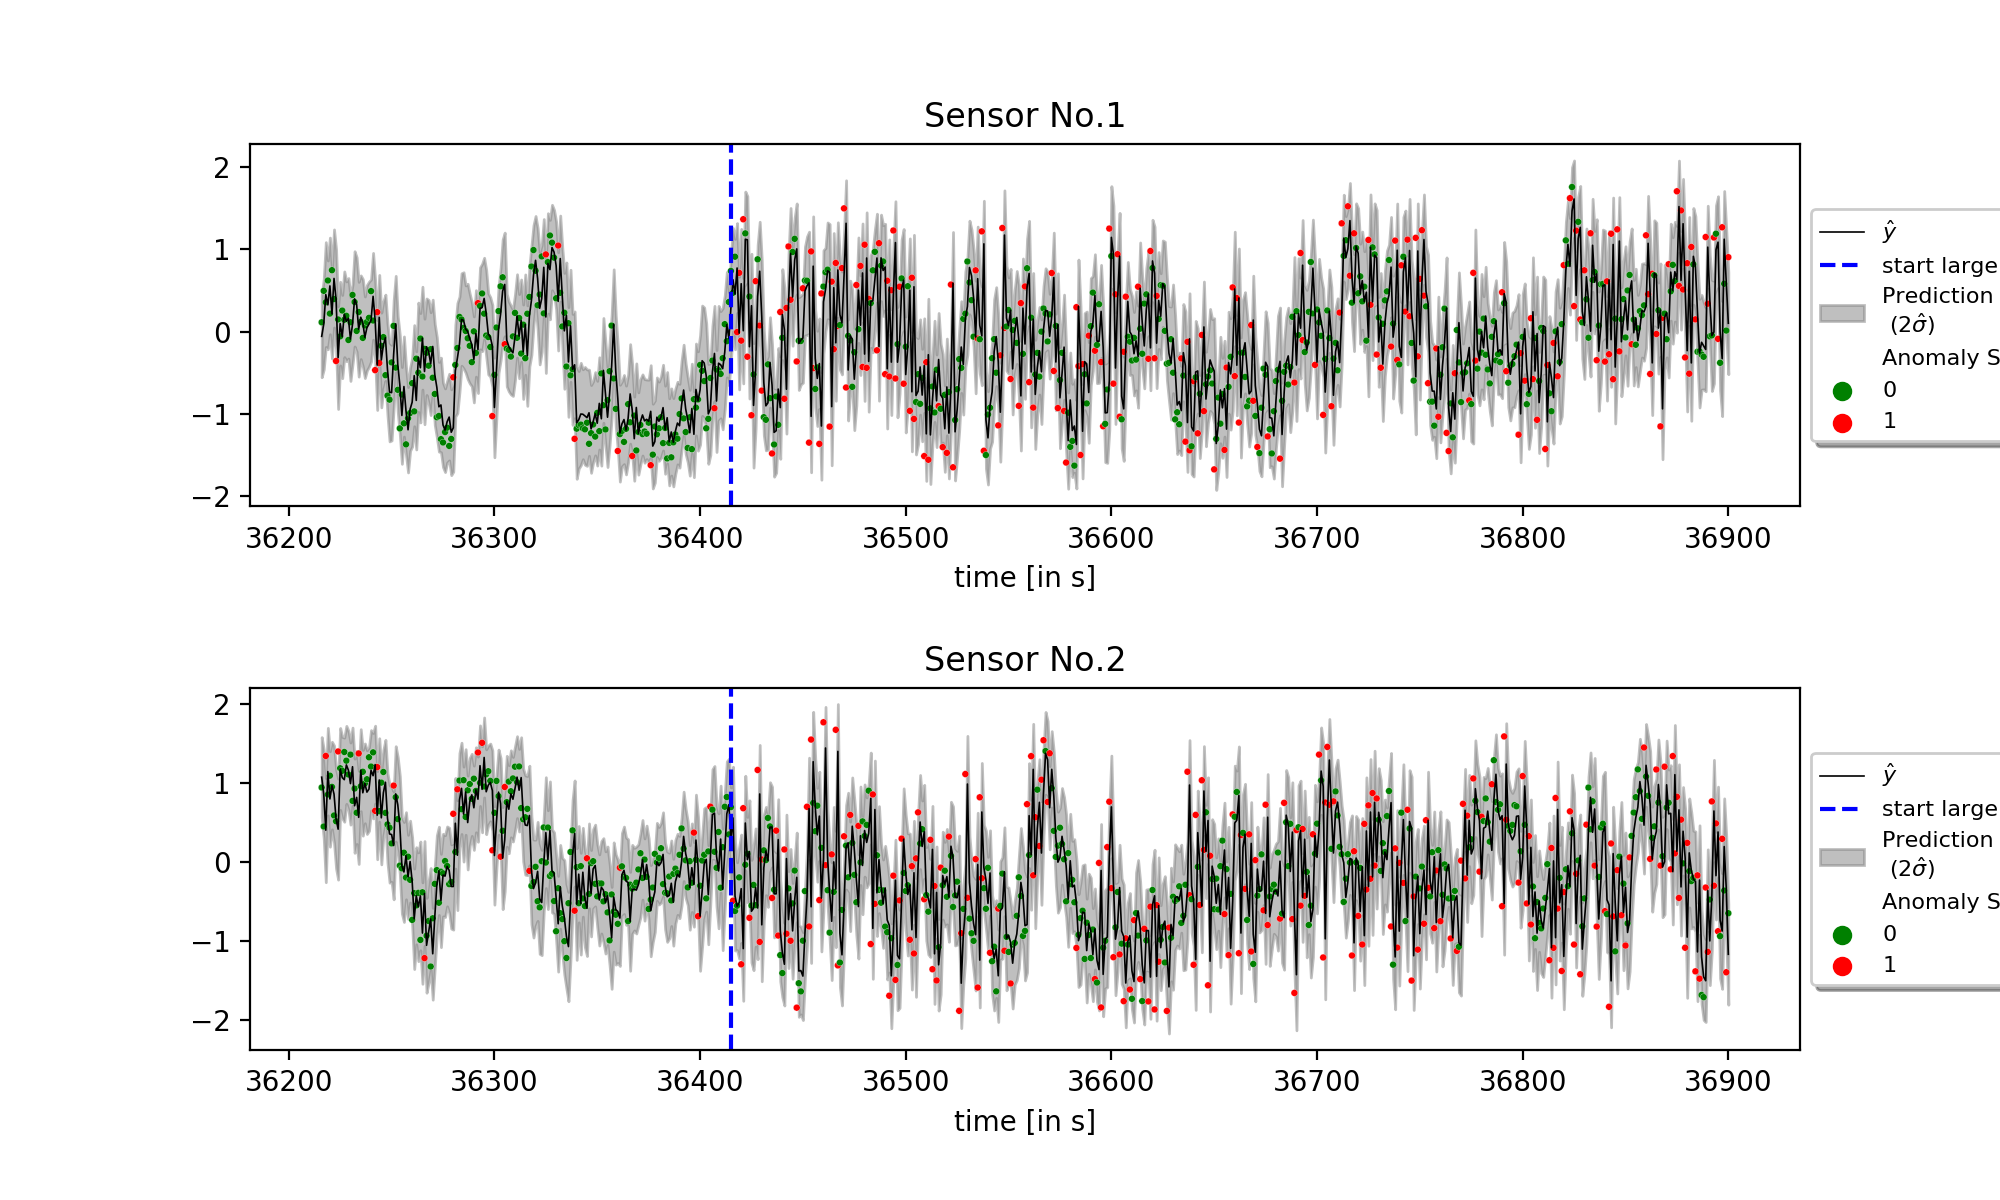 Sensor No.1
2
1
0
−1
−2
36200 36300 36400 36500 36600 36700 36800 36900
time [in s]
ŷ
start large
Prediction
(2σ̂)
Anomaly S
0
1
Sensor No.2
2
1
0
−1
−2
36200 36300 36400 36500 36600 36700 36800 36900
time [in s]
ŷ
start large
Prediction
(2σ̂)
Anomaly S
0
1